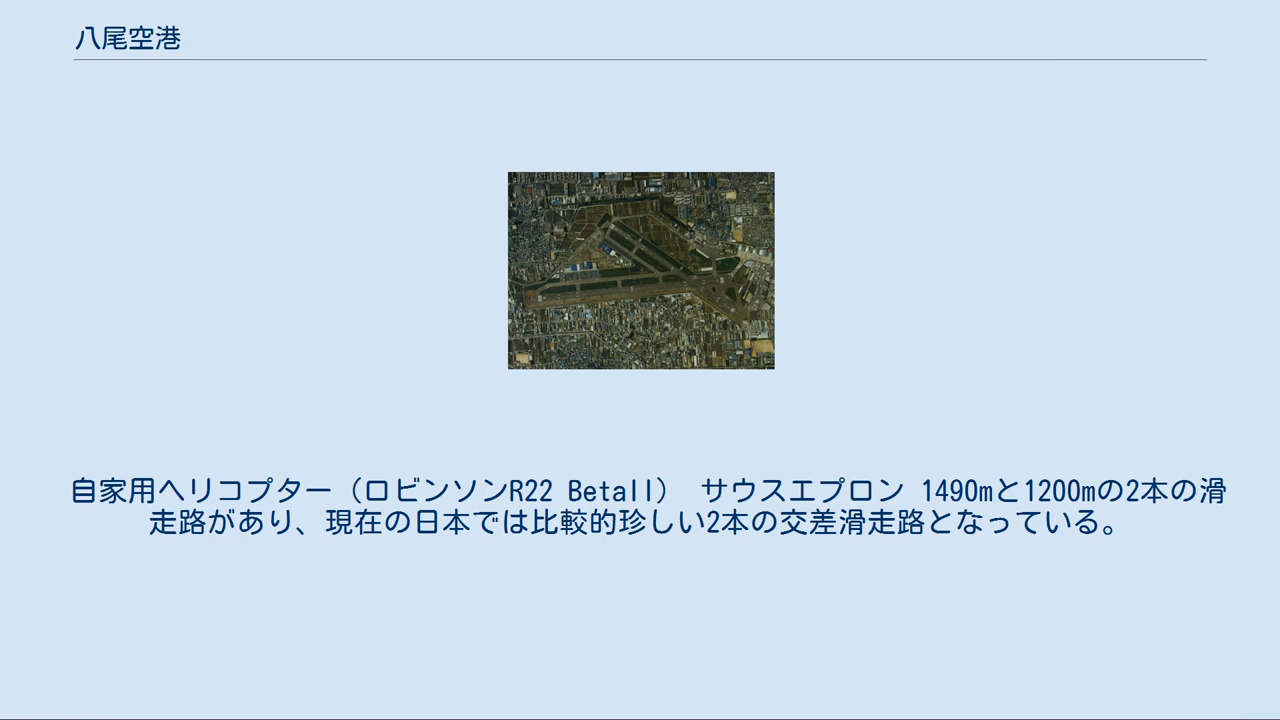 八尾空港
自家用ヘリコプター（ロビンソンR22 BetaII） サウスエプロン 1490mと1200mの2本の滑
走路があり、現在の日本では比較的珍しい2本の交差滑走路となっている。